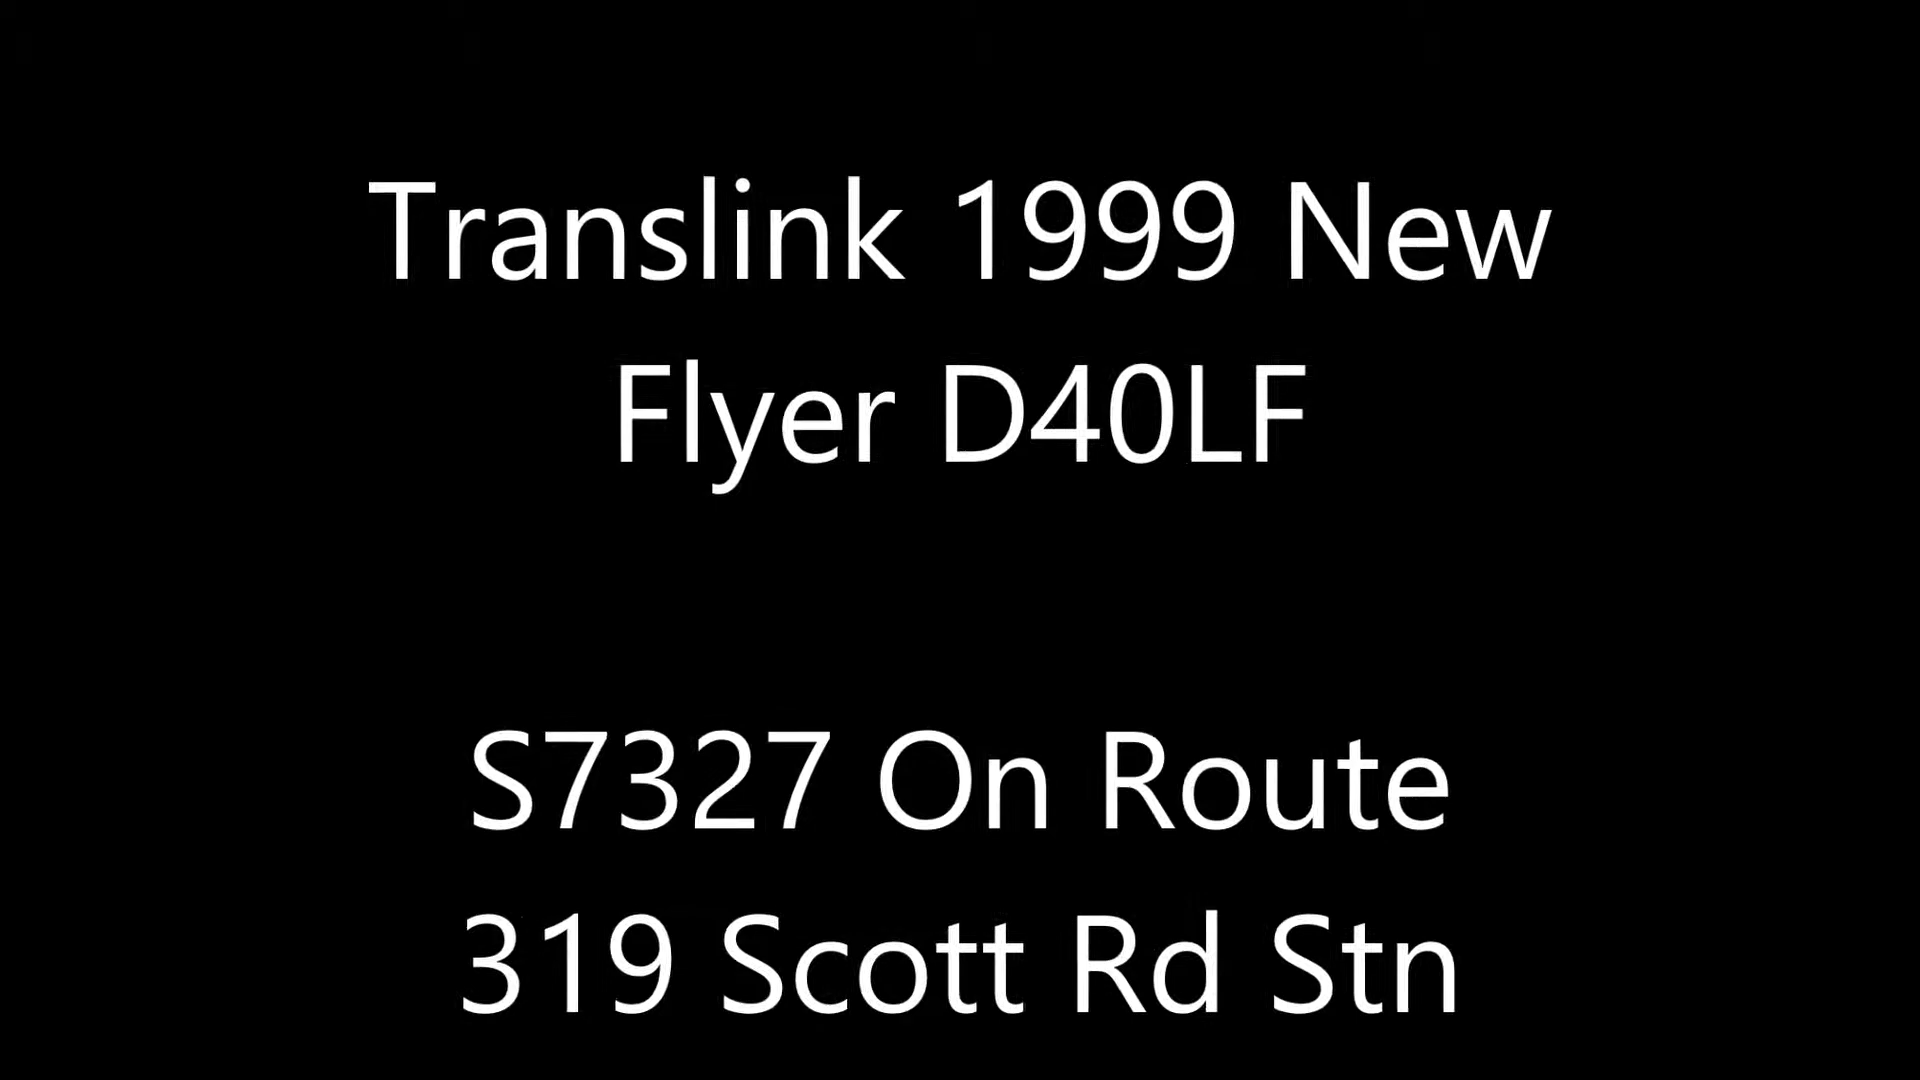 Translink 1999 New
Flyer D40LF
S7327 On Route
319 Scott Rd Stn